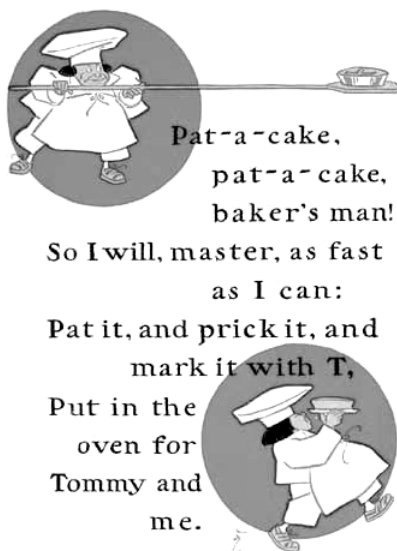 Pat-a-cake,
pat-a-cake,
baker's man!
So I will, master, as fast
as I can:
Pat it, and prick it, and
mark it with T,
Put in the
oven for
Tommy and
me.